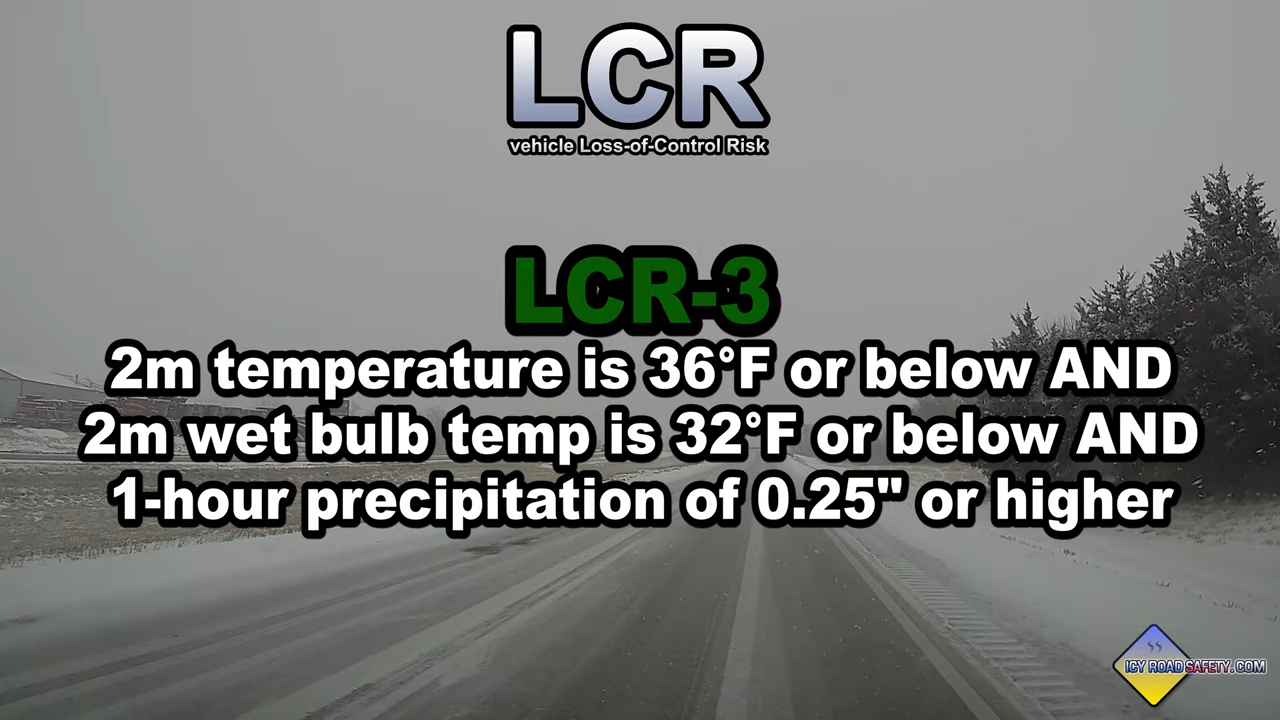 LCR
vehicle Loss-of-Control Risk
LCR-3
2m temperature is 36°F or below AND
2m wet bulb temp is 32°F or below AND
1-hour precipitation of 0.25" or higher
ICY ROAD SAFETY.COM